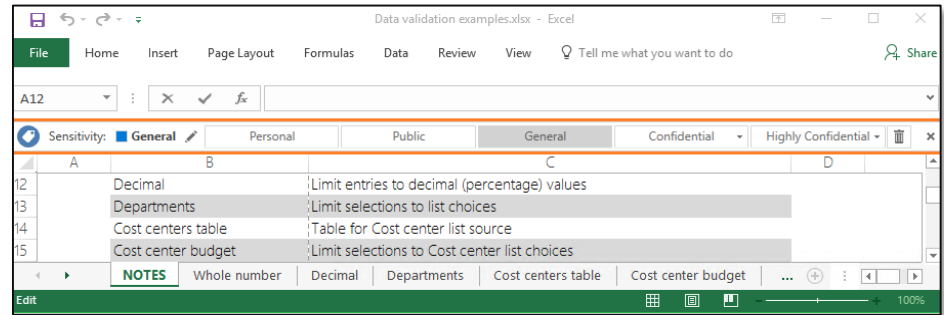 Data validation examples.xlsx - Excel
File Home Insert Page Layout Formulas Data Review View Tell me what you want to do Share
A12 fx
Sensitivity: General Personal Public General Confidential Highly Confidential
A B C D
12 Decimal Limit entries to decimal (percentage) values
13 Departments Limit selections to list choices
14 Cost centers table Table for Cost center list source
15 Cost center budget Limit selections to Cost center list choices
NOTES Whole number Decimal Departments Cost centers table Cost center budget ...
Edit 100%